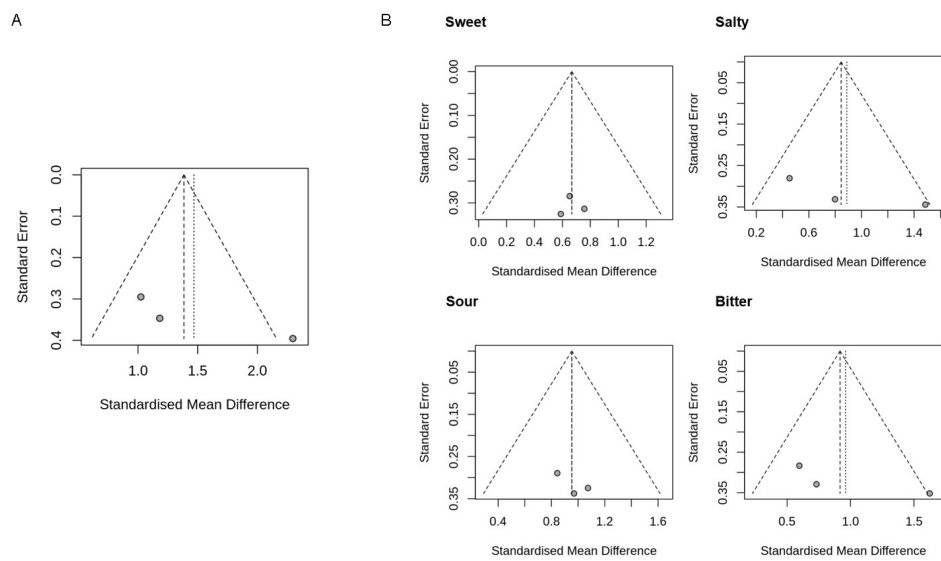 A
B
Sweet
Salty
Standard Error
0.00
0.10
0.20
0.30
0.0 0.2 0.4 0.6 0.8 1.0 1.2
Standardised Mean Difference
Standard Error
0.05
0.15
0.25
0.35
0.2 0.6 1.0 1.4
Standardised Mean Difference
Standard Error
0.0
0.1
0.2
0.3
0.4
1.0 1.5 2.0
Standardised Mean Difference
Sour
Bitter
Standard Error
0.05
0.15
0.25
0.35
0.4 0.8 1.2 1.6
Standardised Mean Difference
Standard Error
0.05
0.15
0.25
0.35
0.5 1.0 1.5
Standardised Mean Difference